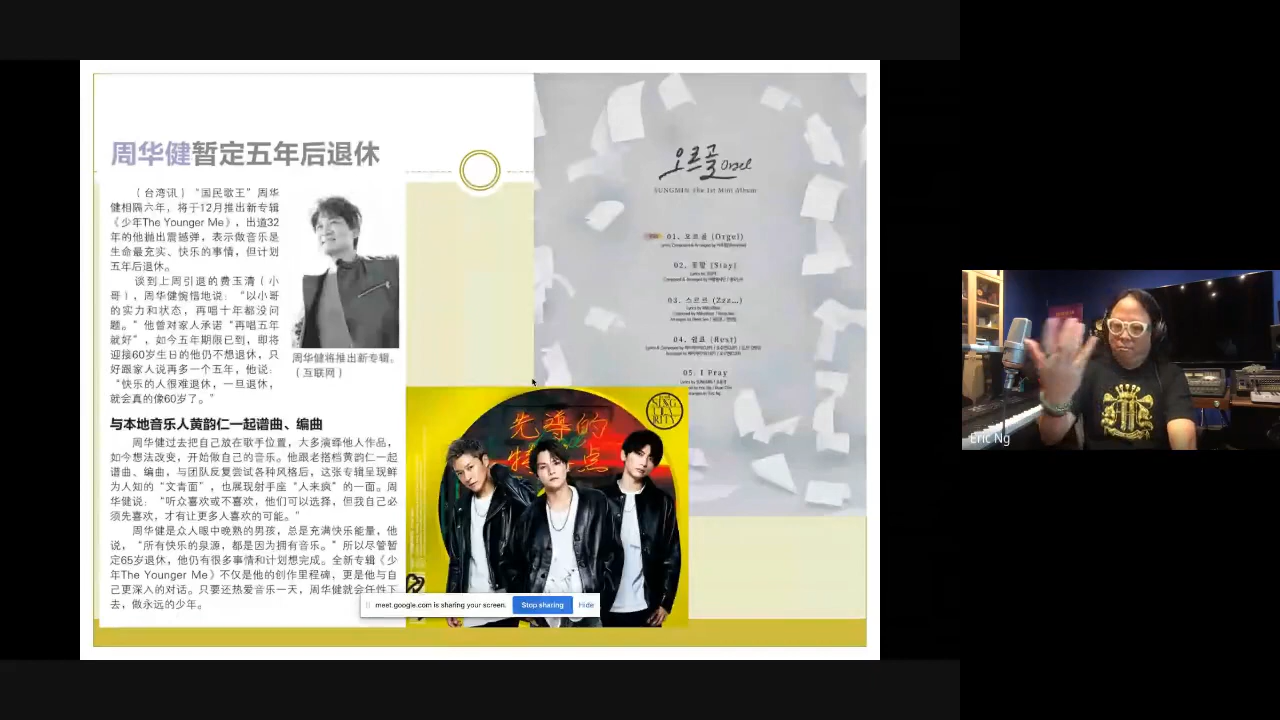 周华健暂定五年后退休
（台湾讯）“国民歌王”周华
健相隔六年，将于12月推出新专辑
《少年The Younger Me》，出道32
年的他抛出震撼弹，表示做音乐是
生命最充实、快乐的事情，但计划
五年后退休。
谈到上周引退的费玉清（小
哥），周华健惋惜地说：“以小哥
的实力和状态，再唱十年都没问
题。”他曾对家人承诺“再唱五年
就好”，如今五年期限已到，即将
迎接60岁生日的他仍不想退休，只
好跟家人说再多一个五年，他说：
“快乐的人很难退休，一旦退休，
就会真的像60岁了。”
周华健将推出新专辑。
（互联网）
与本地音乐人黄韵仁一起谱曲、编曲
周华健过去把自己放在歌手位置，大多演绎他人作品，
如今想法改变，开始做自己的音乐。他跟老搭档黄韵仁一起
谱曲、编曲，与团队反复尝试各种风格后，这张专辑呈现鲜
为人知的“文青面”，也展现射手座“人来疯”的一面。周
华健说：“听众喜欢或不喜欢，他们可以选择，但我自己必
须先喜欢，才有让更多人喜欢的可能。”
周华健是众人眼中晚熟的男孩，总是充满快乐能量，他
说，“所有快乐的泉源，都是因为拥有音乐。”所以尽管暂
定65岁退休，他仍有很多事情和计划想完成。全新专辑《少
年The Younger Me》不仅是他的创作里程碑，更是他与自
己更深入的对话。只要还热爱音乐一天，周华健就会任性下
去，做永远的少年。
오르골 Orgel
SUNGMIN The 1st Mini Album
01. 오르골 (Orgel)
02. 못말 (Stay)
03. 스르르 (Zzz...)
04. 쉼표 (Rest)
05. I Pray
先導的
特 点
SING
ULA
RITY
meet.google.com is sharing your screen.
Stop sharing
Hide
Eric Ng